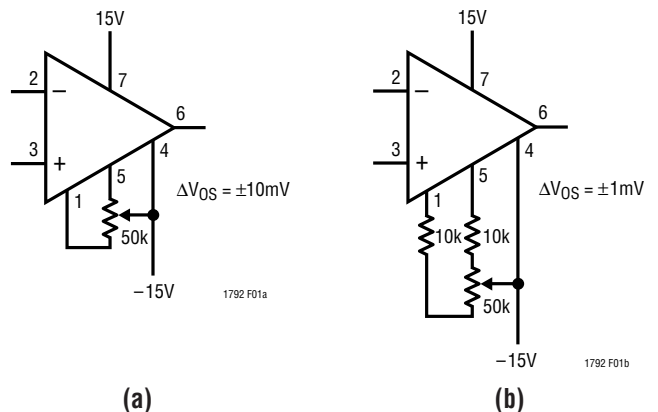 15V
2
−
7
6
3
+
4
5
1
ΔVOS = ±10mV
50k
−15V
1792 F01a
(a)
15V
2
−
7
6
3
+
4
5
1
ΔVOS = ±1mV
10k
10k
50k
−15V
1792 F01b
(b)